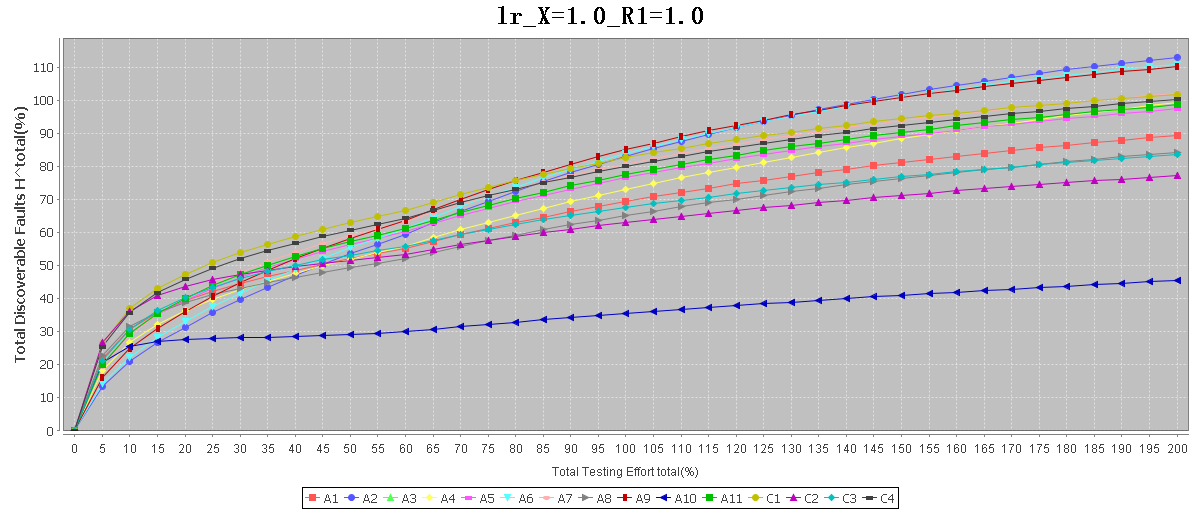 lr_X=1.0_R1=1.0
Total Discoverable Faults H^total(%)
110
100
90
80
70
60
50
40
30
20
10
0
0 5 10 15 20 25 30 35 40 45 50 55 60 65 70 75 80 85 90 95 100 105 110 115 120 125 130 135 140 145 150 155 160 165 170 175 180 185 190 195 200
Total Testing Effort total(%)
A1 A2 A3 A4 A5 A6 A7 A8 A9 A10 A11 C1 C2 C3 C4